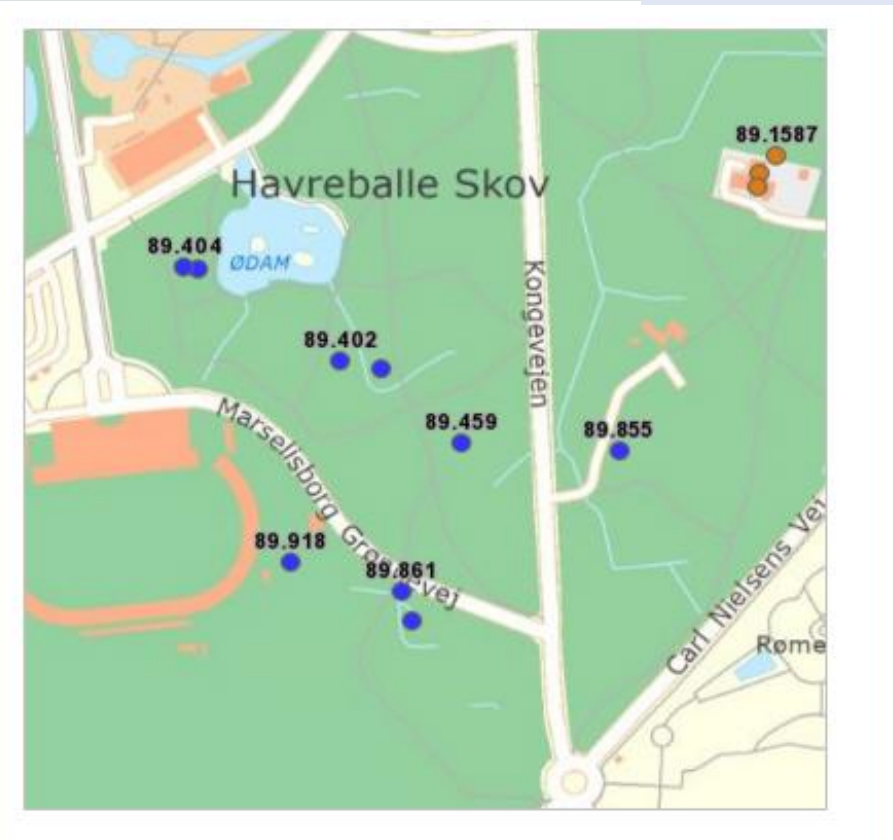 89.1587
Havreballe Skov
89.404
ØDAM
Kongevejen
89.402
Marselisborg
89.459
89.855
89.918
89.861
Carl Nielsens Vej
Røme